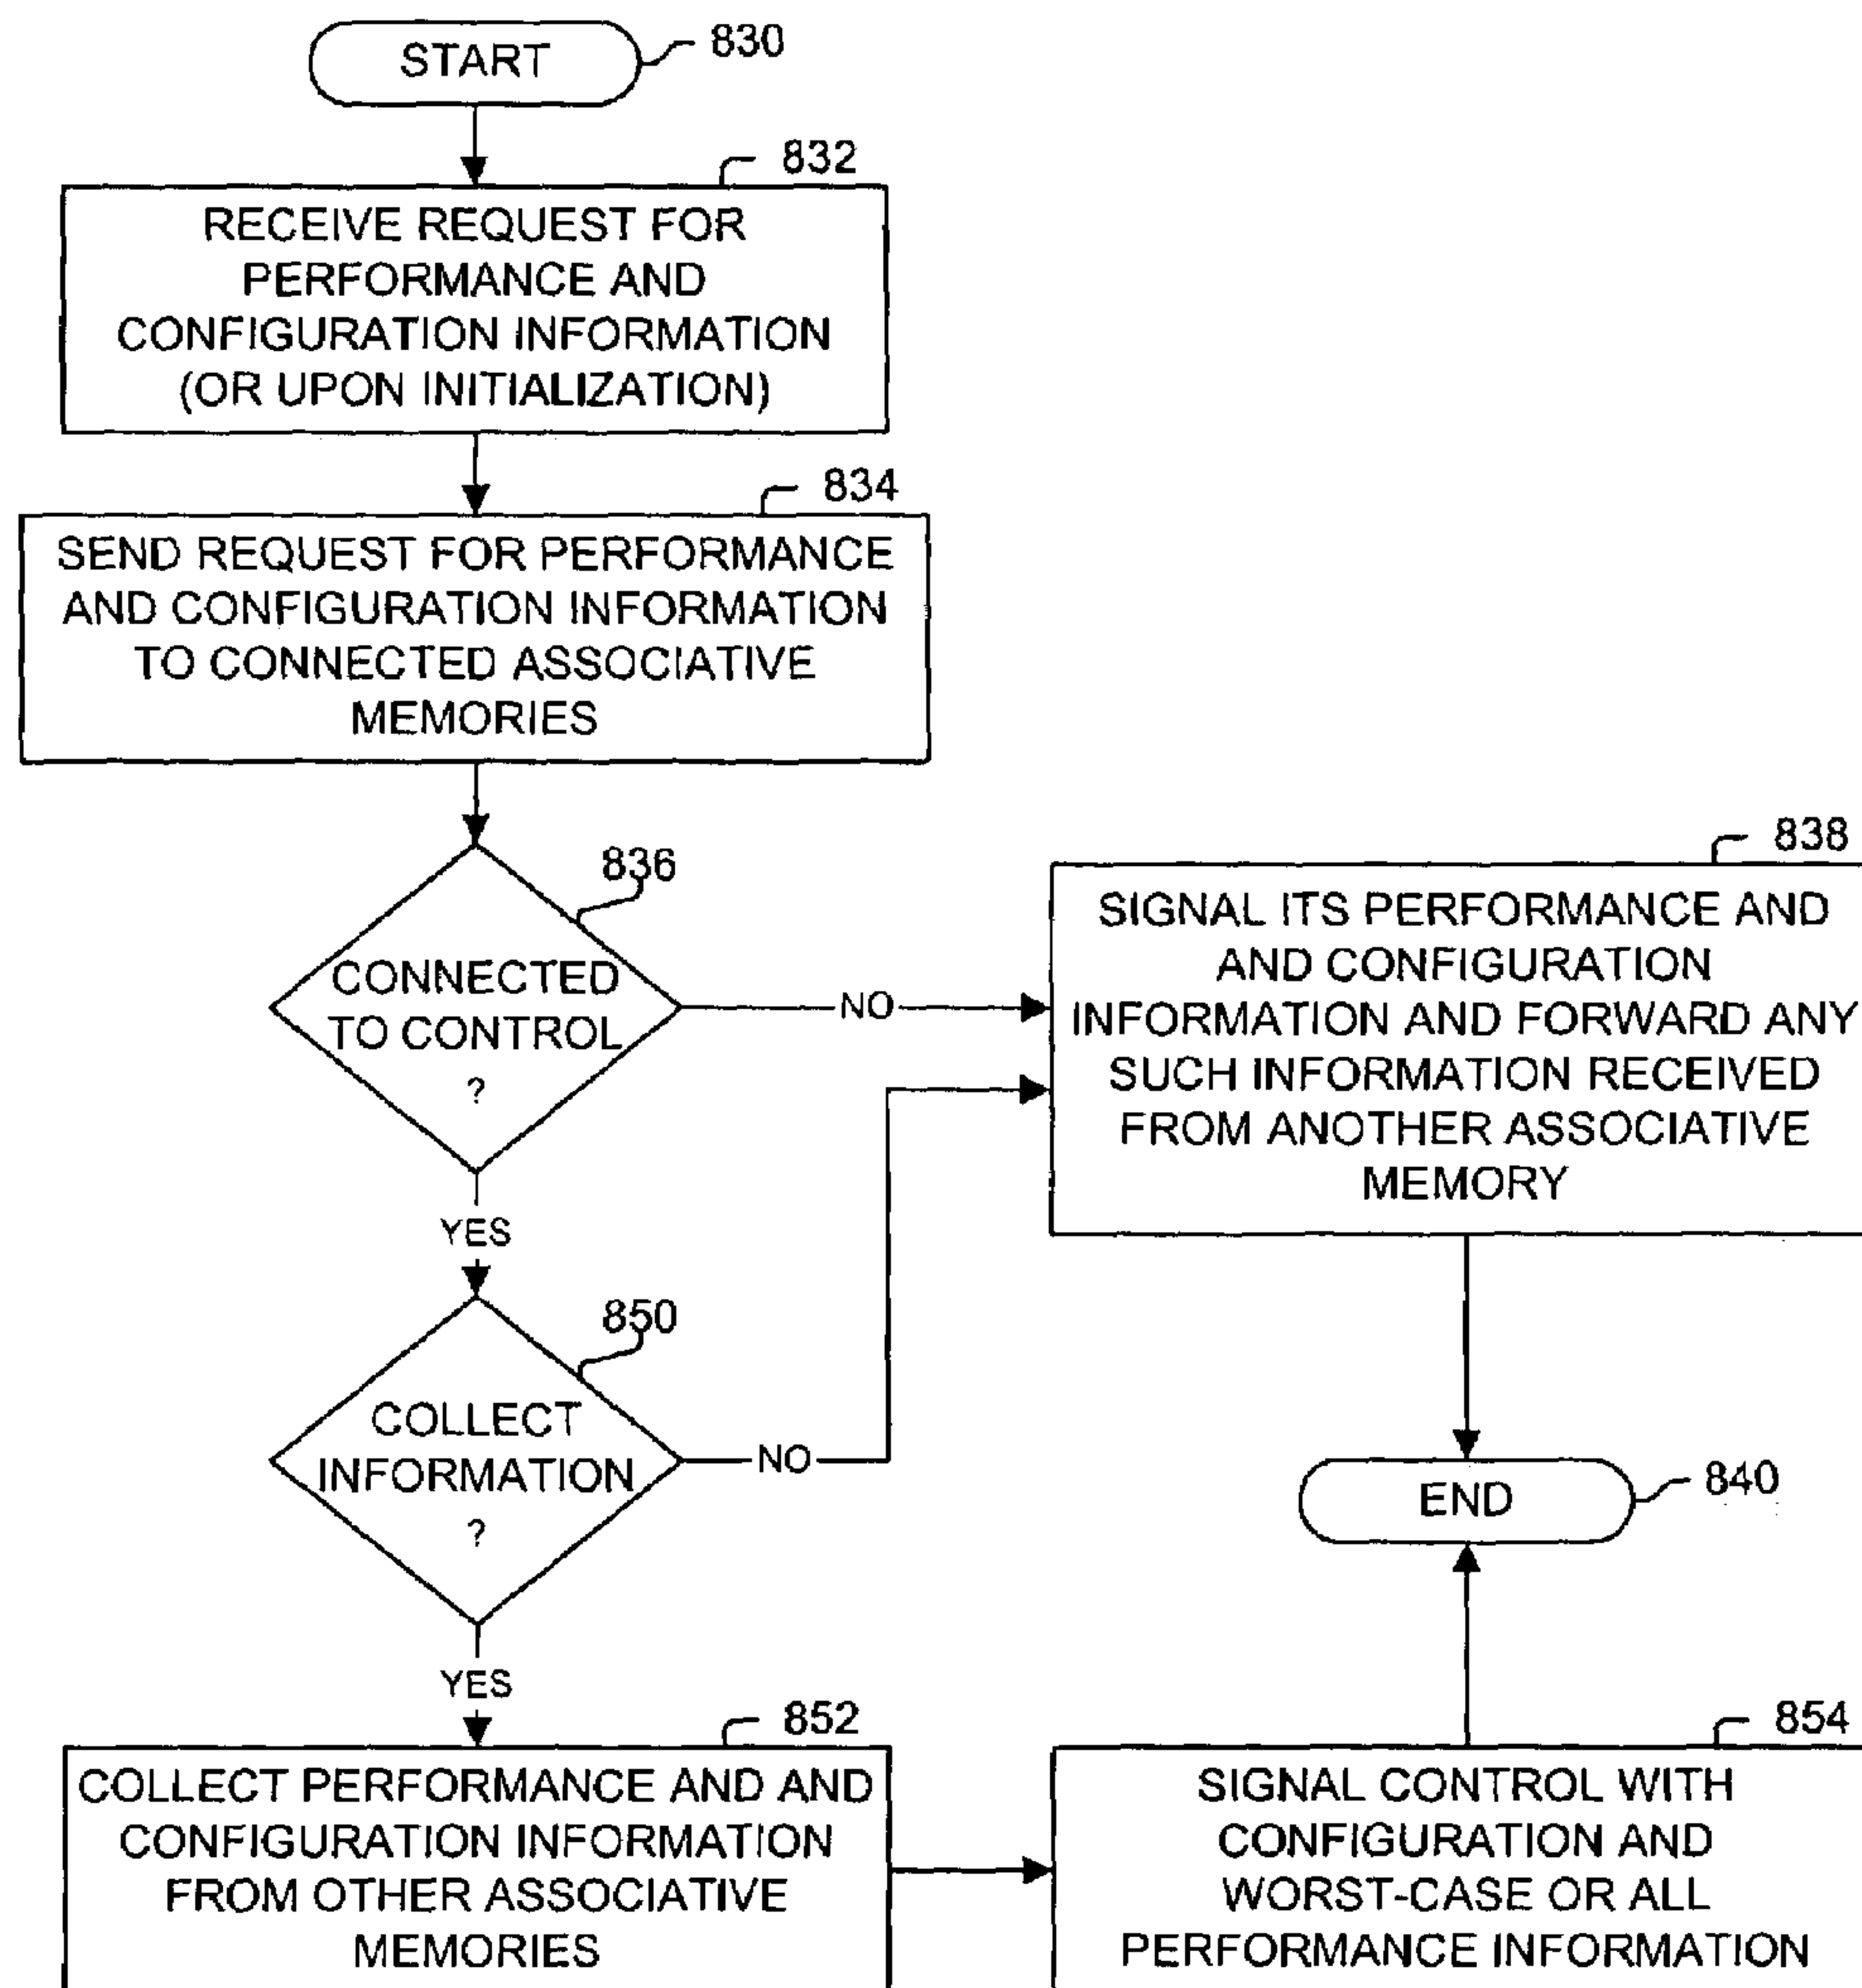 START
830
832
RECEIVE REQUEST FOR
PERFORMANCE AND
CONFIGURATION INFORMATION
(OR UPON INITIALIZATION)
834
SEND REQUEST FOR PERFORMANCE
AND CONFIGURATION INFORMATION
TO CONNECTED ASSOCIATIVE
MEMORIES
836
CONNECTED
TO CONTROL
?
NO
YES
838
SIGNAL ITS PERFORMANCE AND
AND CONFIGURATION
INFORMATION AND FORWARD ANY
SUCH INFORMATION RECEIVED
FROM ANOTHER ASSOCIATIVE
MEMORY
850
COLLECT
INFORMATION
?
NO
YES
END
840
852
COLLECT PERFORMANCE AND AND
CONFIGURATION INFORMATION
FROM OTHER ASSOCIATIVE
MEMORIES
854
SIGNAL CONTROL WITH
CONFIGURATION AND
WORST-CASE OR ALL
PERFORMANCE INFORMATION